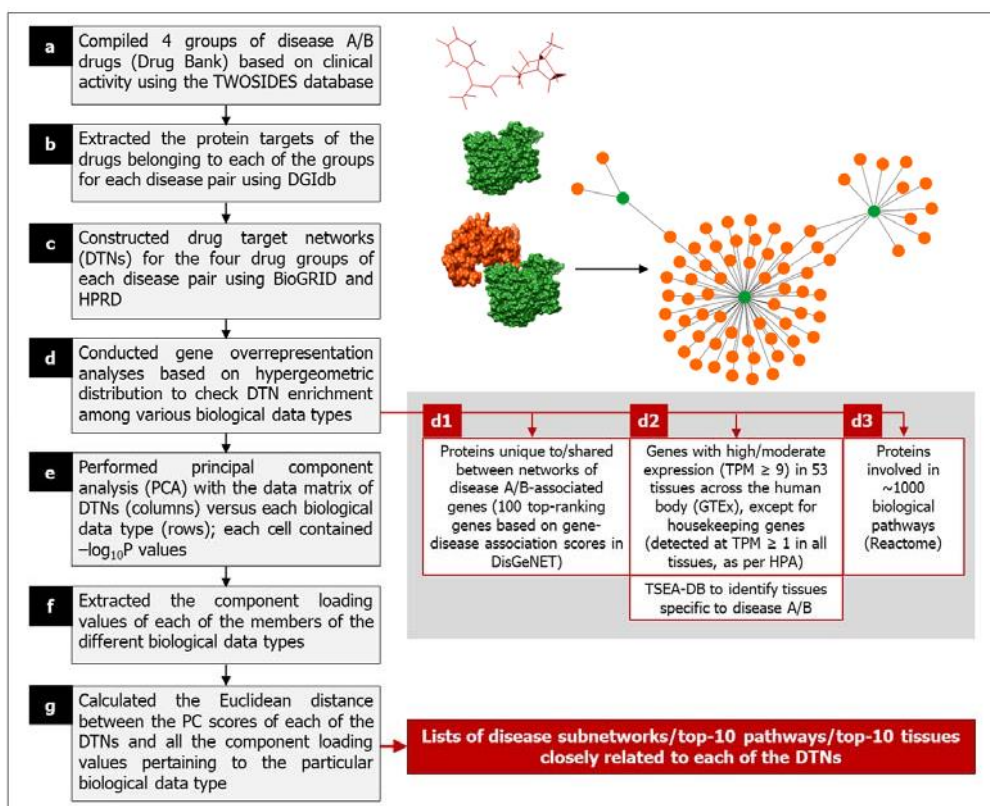 a
Compiled 4 groups of disease A/B
drugs (Drug Bank) based on clinical
activity using the TWOSIDES database
b
Extracted the protein targets of the
drugs belonging to each of the groups
for each disease pair using DGIdb
c
Constructed drug target networks
(DTNs) for the four drug groups
of each disease pair using BioGRID and
HPRD
d
Conducted gene overrepresentation
analyses based on hypergeometric
distribution to check DTN enrichment
among various biological data types
d1
Proteins unique to/shared
between networks of
disease A/B-associated
genes (100 top-ranking
genes based on gene-
disease association scores in
DisGeNET)
d2
Genes with high/moderate
expression (TPM ≥ 9) in 53
tissues across the human
body (GTEx), except for
housekeeping genes
(detected at TPM ≥ 1 in all
tissues, as per HPA)
TSEA-DB to identify tissues
specific to disease A/B
d3
Proteins
involved in
~1000
biological
pathways
(Reactome)
e
Performed principal component
analysis (PCA) with the data matrix of
DTNs (columns) versus each biological
data type (rows); each cell contained
–log₁₀P values
f
Extracted the component loading
values of each of the members of the
different biological data types
g
Calculated the Euclidean distance
between the PC scores of each of the
DTNs and all the component loading
values pertaining to the particular
biological data type
Lists of disease subnetworks/top-10 pathways/top-10 tissues
closely related to each of the DTNs